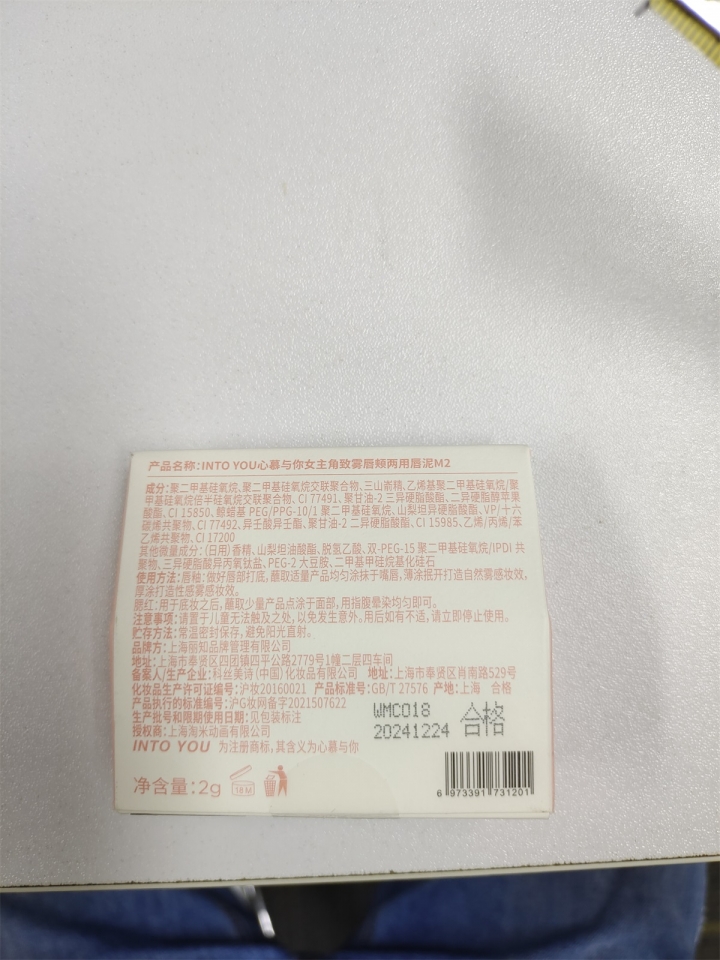 产品名称:INTO YOU心慕与你女主角致雾唇颊两用唇泥M2
成分:聚二甲基硅氧烷、聚二甲基硅氧烷交联聚合物、三山嵛精、乙烯基聚二甲基硅氧烷/聚
甲基硅氧烷倍半硅氧烷交联聚合物、CI 77491、聚甘油-2 三异硬脂酸酯、二异硬脂醇苹果
酸酯、CI 15850、鲸蜡基 PEG/PPG-10/1 聚二甲基硅氧烷、山梨坦异硬脂酸酯、VP/十六
碳烯共聚物、CI 77492、异壬酸异壬酯、聚甘油-2 二异硬脂酸酯、CI 15985、乙烯/丙烯/苯
乙烯共聚物、CI 17200
其他微量成分:(日用)香精、山梨坦油酸酯、脱氢乙酸、双-PEG-15 聚二甲基硅氧烷/IPDI 共
聚物、三异硬脂酸异丙氧钛盐、PEG-2 大豆胺、二甲基甲硅烷基化硅石
使用方法:唇釉:做好唇部打底,蘸取适量产品均匀涂抹于嘴唇,薄涂抿开打造自然雾感妆效,
厚涂打造性感雾感妆效。
腮红:用于底妆之后,蘸取少量产品点涂于面部,用指腹晕染均匀即可。
注意事项:请置于儿童无法触及之处,以免发生意外。用后如有不适,请立即停止使用。
贮存方法:常温密封保存,避免阳光直射。
品牌方:上海丽知品牌管理有限公司
地址:上海市奉贤区四团镇四平公路2779号1幢二层四车间
备案人/生产企业:科丝美诗(中国)化妆品有限公司 地址:上海市奉贤区肖南路529号
化妆品生产许可证编号:沪妆20160021 产品标准号:GB/T 27576 产地:上海 合格
产品执行的标准编号:沪G妆网备字2021507622
生产批号和限期使用日期:见包装标注
授权商:上海淘米动画有限公司
INTO YOU 为注册商标,其含义为心慕与你
WMC018
20241224 合格
净含量:2g
18M
6 973391 731201